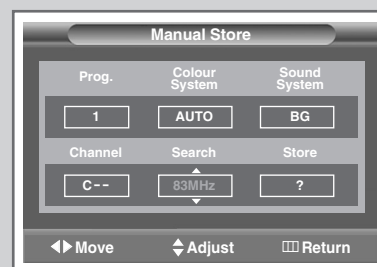 Manual Store
Prog. Colour System Sound System
1 AUTO BG
Channel Search Store
C-- 83MHz ?
Move Adjust Return